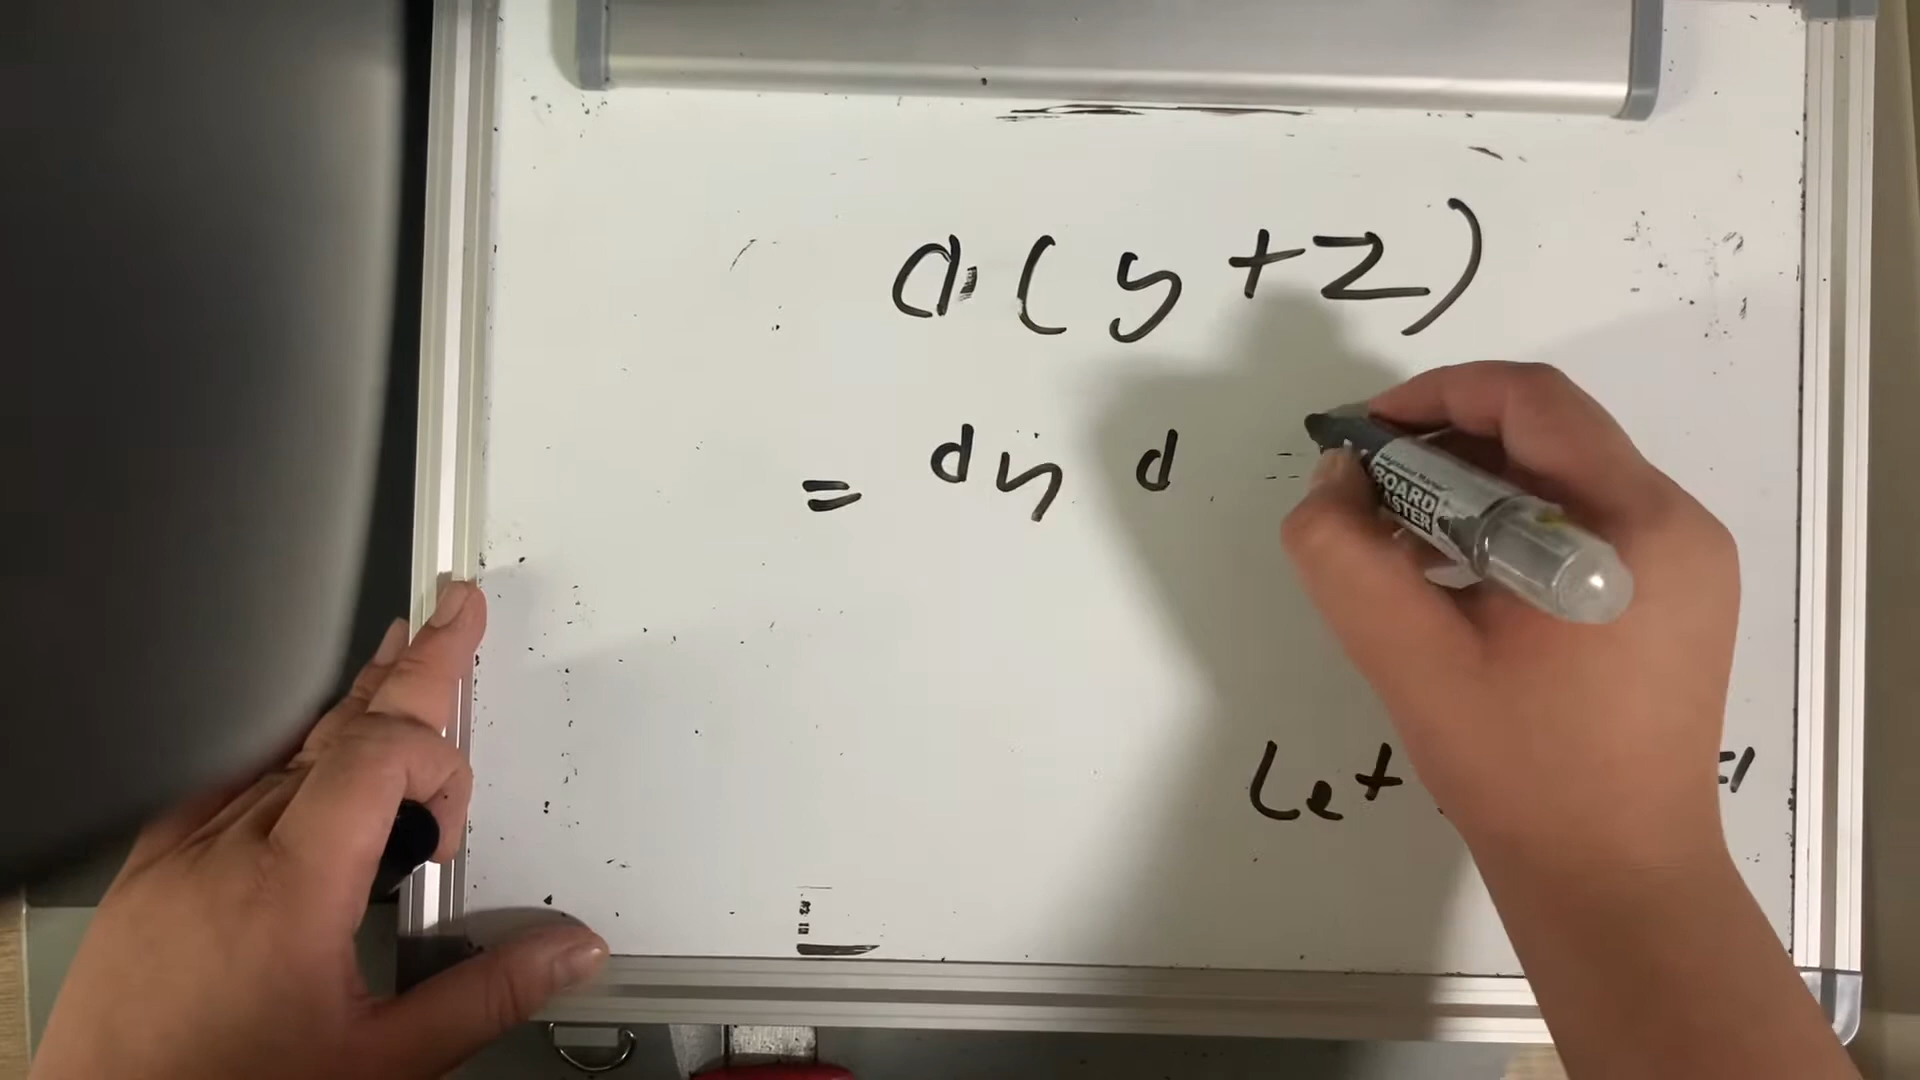 d(y+z)
= dy d
Let
BOARD
MASTER